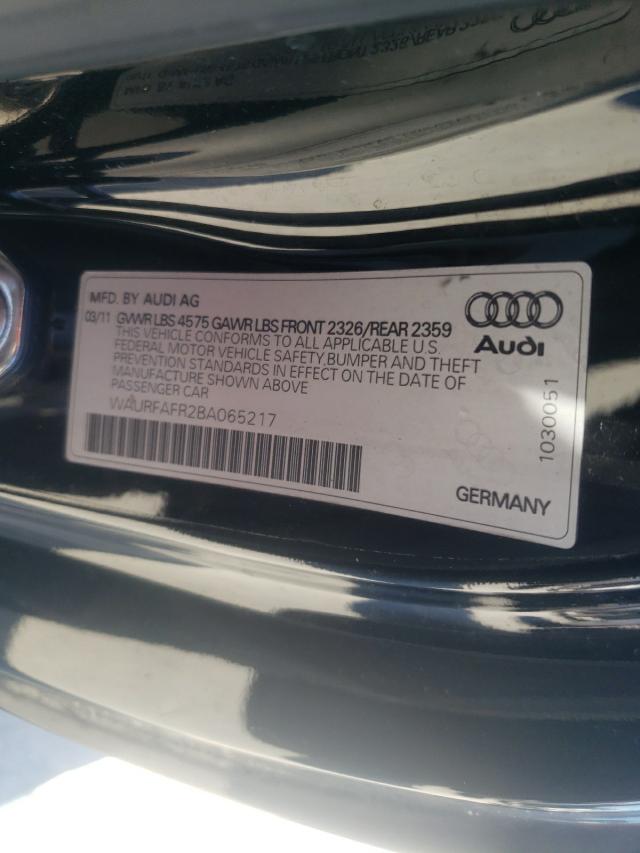 MFD. BY AUDI AG
03/11 GVWR LBS 4575 GAWR LBS FRONT 2326/REAR 2359
THIS VEHICLE CONFORMS TO ALL APPLICABLE U.S.
FEDERAL MOTOR VEHICLE SAFETY,BUMPER AND THEFT
PREVENTION STANDARDS IN EFFECT ON THE DATE OF
MANUFACTURE SHOWN ABOVE
PASSENGER CAR
WAURFAFR2BA065217
Audi
1030051
GERMANY